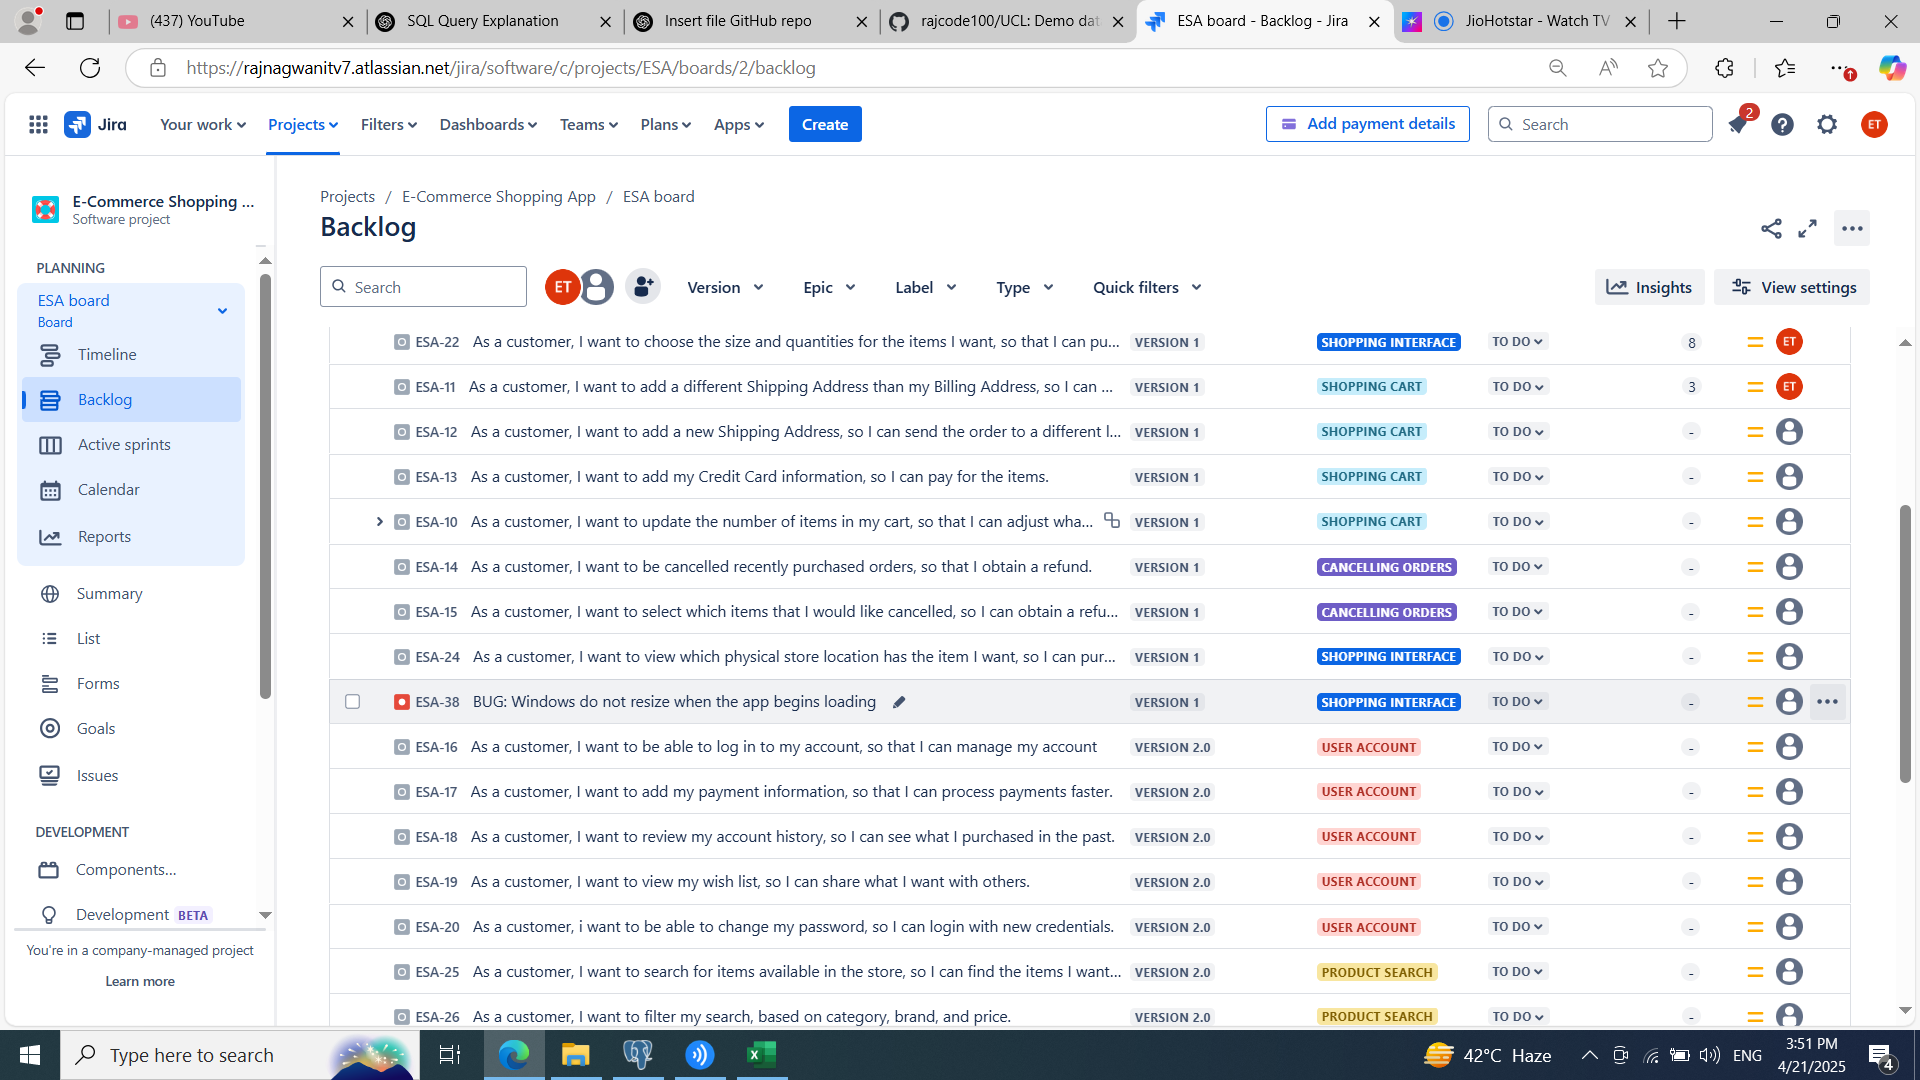 (437) YouTube
SQL Query Explanation
Insert file GitHub repo
rajcode100/UCL: Demo dat
ESA board - Backlog - Jira
JioHotstar - Watch TV
https://rajnagwanitv7.atlassian.net/jira/software/c/projects/ESA/boards/2/backlog
Jira
Your work
Projects
Filters
Dashboards
Teams
Plans
Apps
Create
Add payment details
Search
2
ET
E-Commerce Shopping ...
Software project
PLANNING
ESA board
Board
Timeline
Backlog
Active sprints
Calendar
Reports
Summary
List
Forms
Goals
Issues
DEVELOPMENT
Components...
Development BETA
You're in a company-managed project
Learn more
Projects / E-Commerce Shopping App / ESA board
Backlog
Search
ET
Version
Epic
Label
Type
Quick filters
Insights
View settings
ESA-22 As a customer, I want to choose the size and quantities for the items I want, so that I can pu... VERSION 1 SHOPPING INTERFACE TO DO 8 ET
ESA-11 As a customer, I want to add a different Shipping Address than my Billing Address, so I can ... VERSION 1 SHOPPING CART TO DO 3 ET
ESA-12 As a customer, I want to add a new Shipping Address, so I can send the order to a different l... VERSION 1 SHOPPING CART TO DO -
ESA-13 As a customer, I want to add my Credit Card information, so I can pay for the items. VERSION 1 SHOPPING CART TO DO -
ESA-10 As a customer, I want to update the number of items in my cart, so that I can adjust wha... VERSION 1 SHOPPING CART TO DO -
ESA-14 As a customer, I want to be cancelled recently purchased orders, so that I obtain a refund. VERSION 1 CANCELLING ORDERS TO DO -
ESA-15 As a customer, I want to select which items that I would like cancelled, so I can obtain a refu... VERSION 1 CANCELLING ORDERS TO DO -
ESA-24 As a customer, I want to view which physical store location has the item I want, so I can pur... VERSION 1 SHOPPING INTERFACE TO DO -
ESA-38 BUG: Windows do not resize when the app begins loading VERSION 1 SHOPPING INTERFACE TO DO -
ESA-16 As a customer, I want to be able to log in to my account, so that I can manage my account VERSION 2.0 USER ACCOUNT TO DO -
ESA-17 As a customer, I want to add my payment information, so that I can process payments faster. VERSION 2.0 USER ACCOUNT TO DO -
ESA-18 As a customer, I want to review my account history, so I can see what I purchased in the past. VERSION 2.0 USER ACCOUNT TO DO -
ESA-19 As a customer, I want to view my wish list, so I can share what I want with others. VERSION 2.0 USER ACCOUNT TO DO -
ESA-20 As a customer, i want to be able to change my password, so I can login with new credentials. VERSION 2.0 USER ACCOUNT TO DO -
ESA-25 As a customer, I want to search for items available in the store, so I can find the items I want... VERSION 2.0 PRODUCT SEARCH TO DO -
ESA-26 As a customer, I want to filter my search, based on category, brand, and price. VERSION 2.0 PRODUCT SEARCH TO DO -
Type here to search
42°C Haze
ENG
3:51 PM
4/21/2025
4